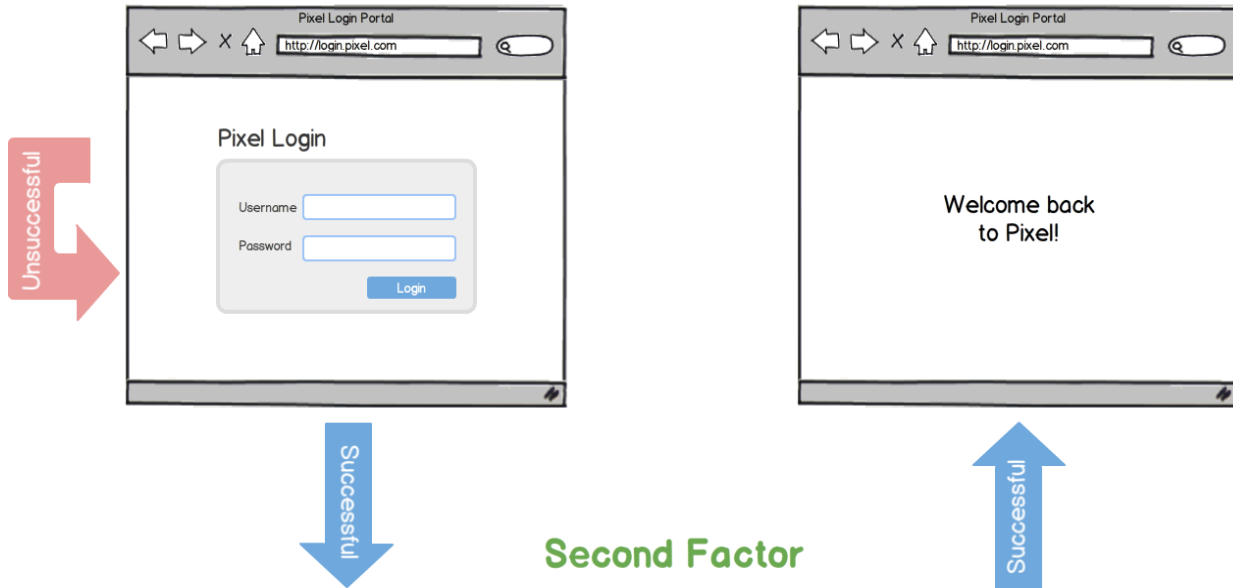 Pixel Login Portal
http://login.pixel.com
Pixel Login
Username
Password
Login
Unsuccessful
Successful
Pixel Login Portal
http://login.pixel.com
Welcome back
to Pixel!
Second Factor
Successful